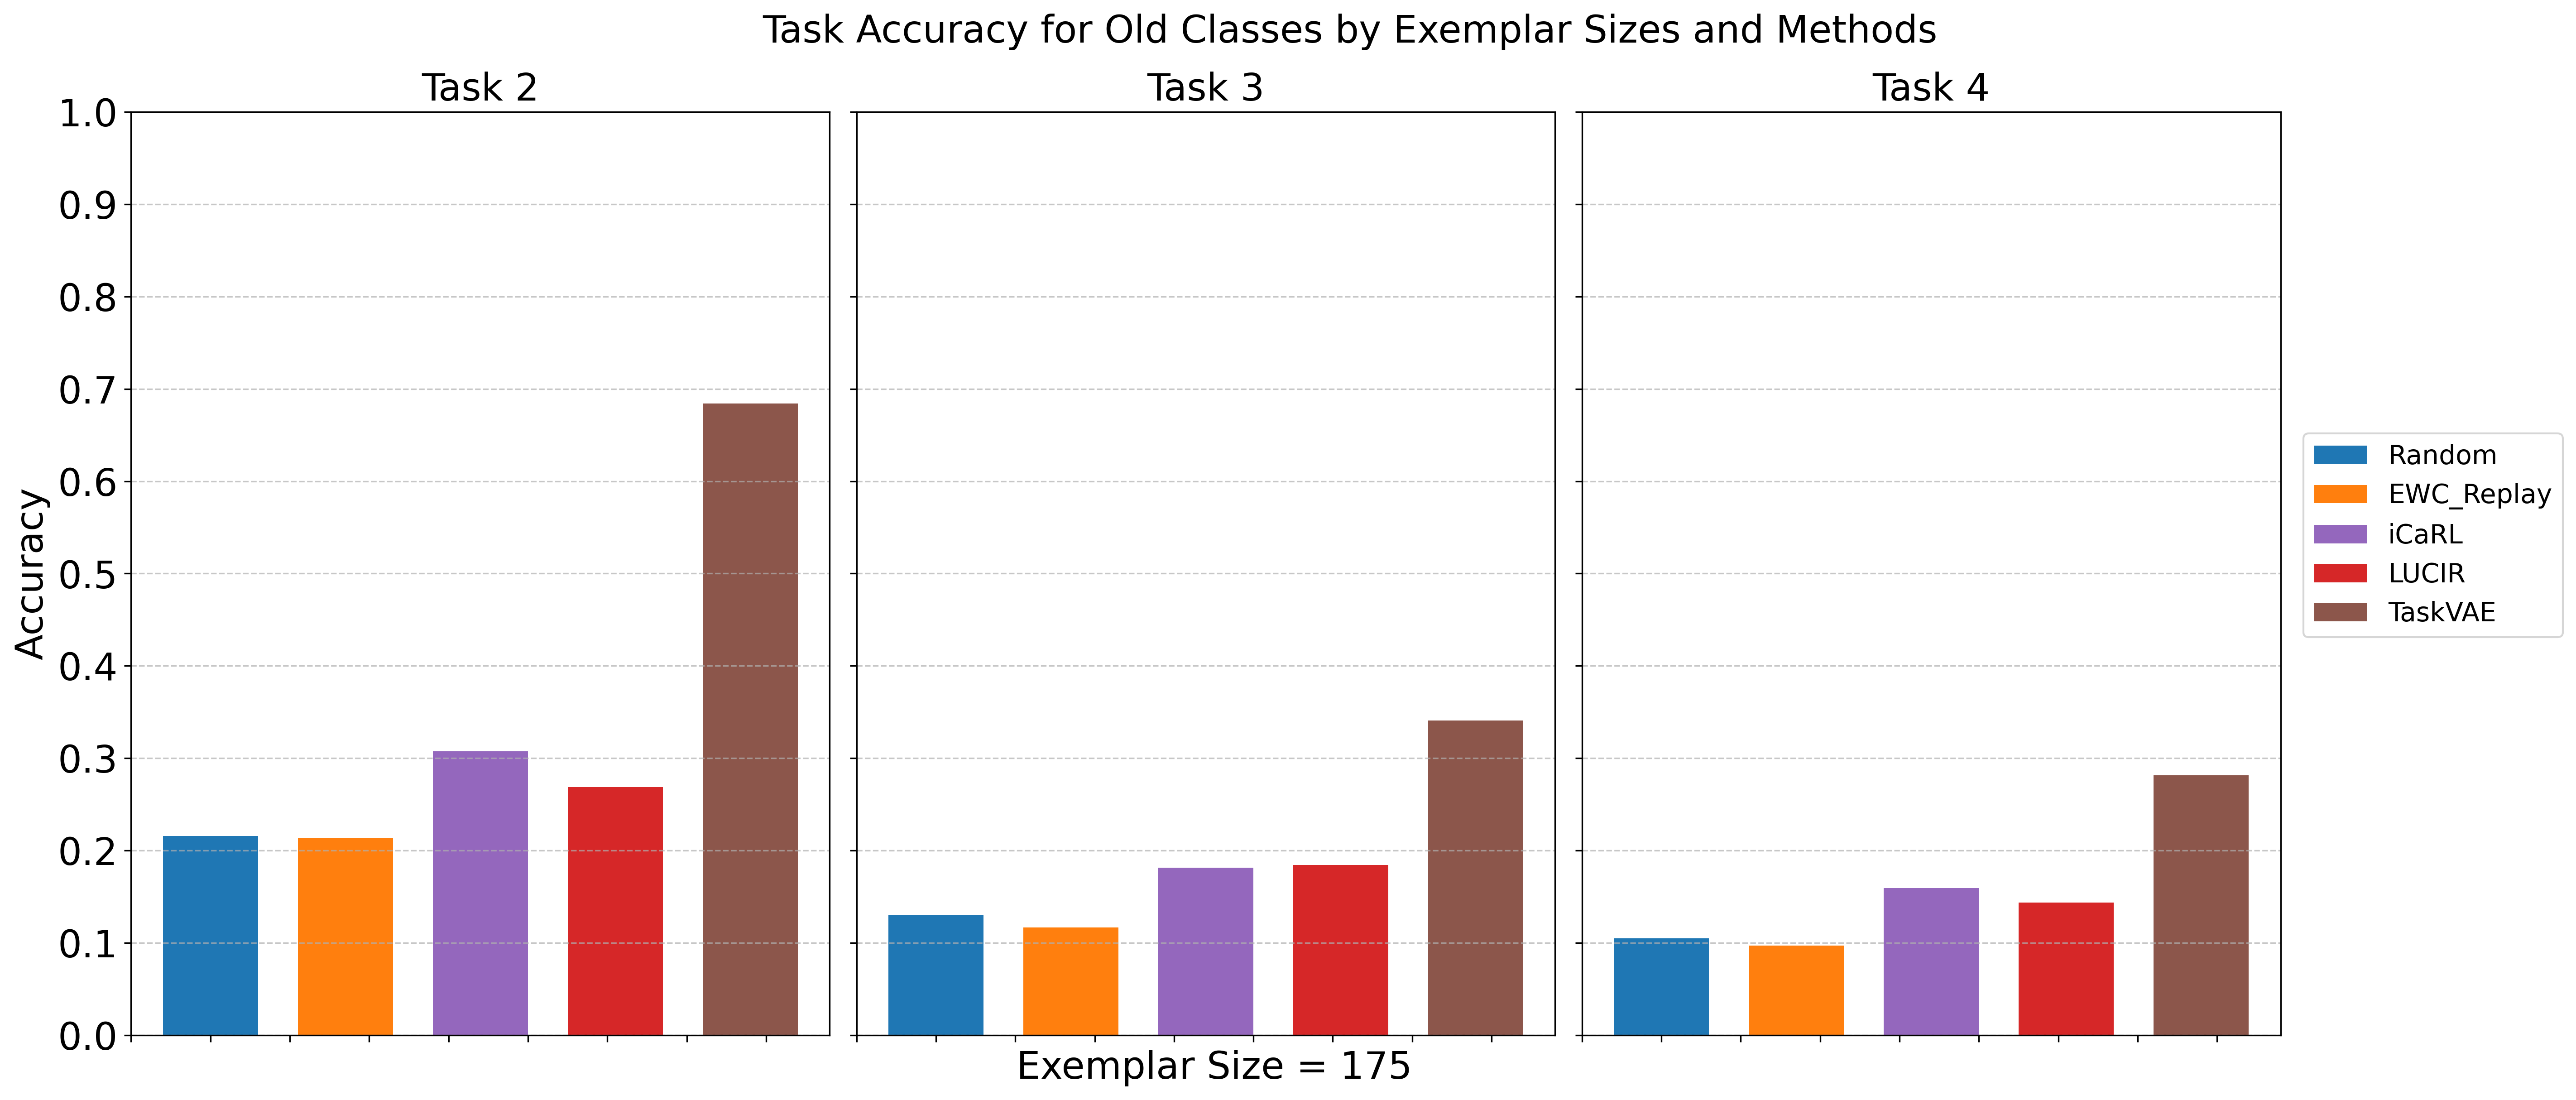 Task Accuracy for Old Classes by Exemplar Sizes and Methods
Task 2
Task 3
Task 4
1.0
0.9
0.8
0.7
0.6
0.5
0.4
0.3
0.2
0.1
0.0
Accuracy
Exemplar Size = 175
Random
EWC_Replay
iCaRL
LUCIR
TaskVAE